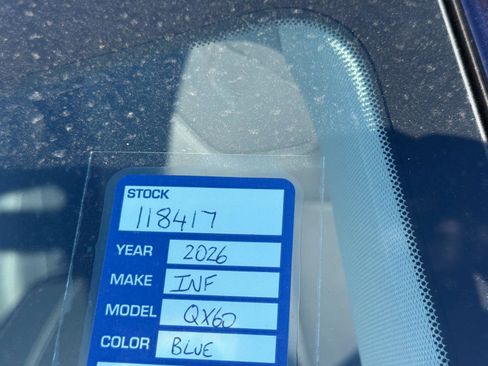 STOCK
118417
YEAR 2026
MAKE INF
MODEL QX60
COLOR BLUE